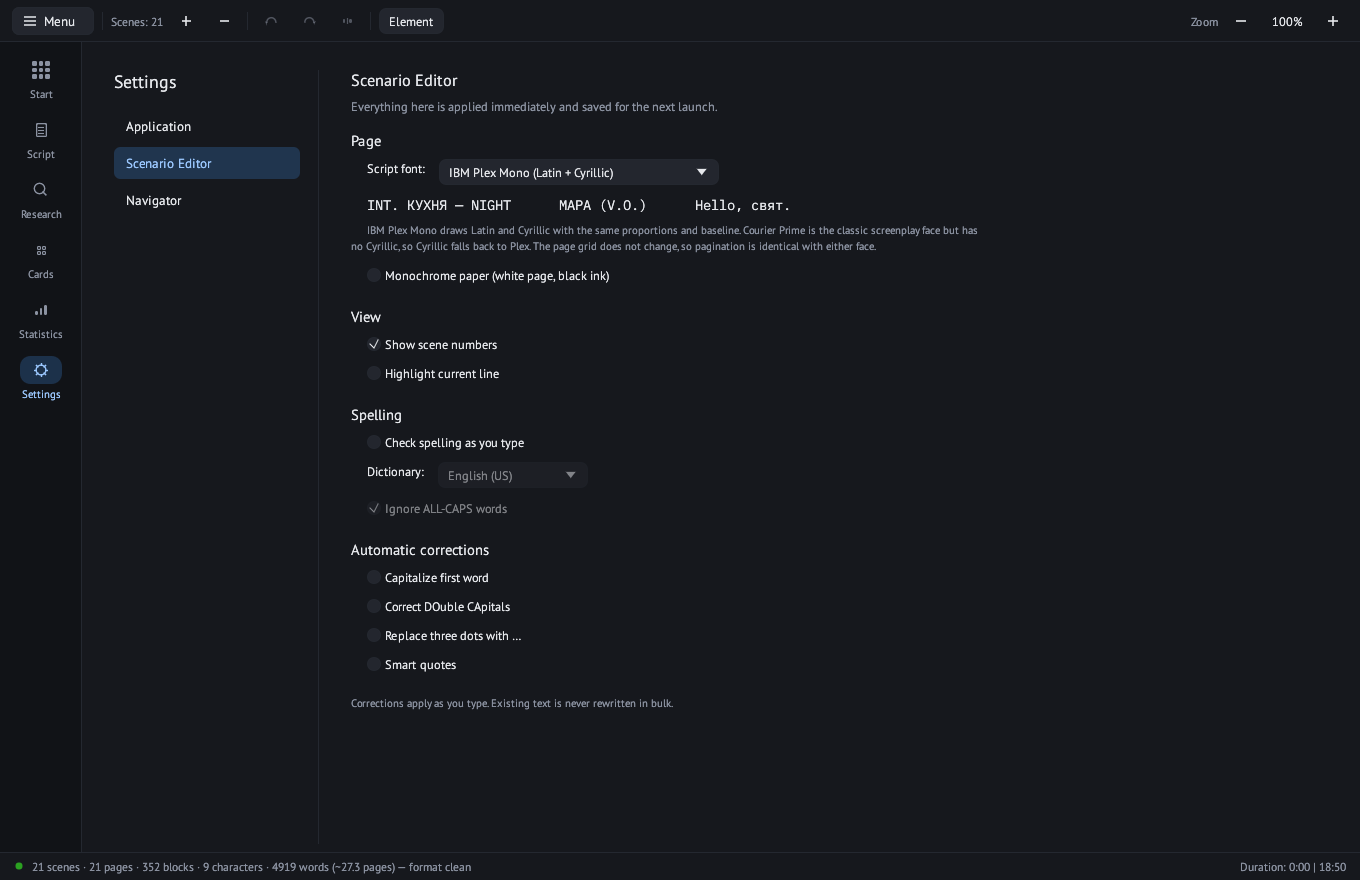 Menu
Scenes: 21
Element
Zoom
100%
Start
Script
Research
Cards
Statistics
Settings
Settings
Application
Scenario Editor
Navigator
Scenario Editor
Everything here is applied immediately and saved for the next launch.
Page
Script font:
IBM Plex Mono (Latin + Cyrillic)
INT. КУХНЯ — NIGHT МАРА (V.O.) Hello, свят.
IBM Plex Mono draws Latin and Cyrillic with the same proportions and baseline. Courier Prime is the classic screenplay face but has
no Cyrillic, so Cyrillic falls back to Plex. The page grid does not change, so pagination is identical with either face.
Monochrome paper (white page, black ink)
View
Show scene numbers
Highlight current line
Spelling
Check spelling as you type
Dictionary:
English (US)
Ignore ALL-CAPS words
Automatic corrections
Capitalize first word
Correct DOuble CApitals
Replace three dots with …
Smart quotes
Corrections apply as you type. Existing text is never rewritten in bulk.
21 scenes · 21 pages · 352 blocks · 9 characters · 4919 words (~27.3 pages) — format clean
Duration: 0:00 | 18:50